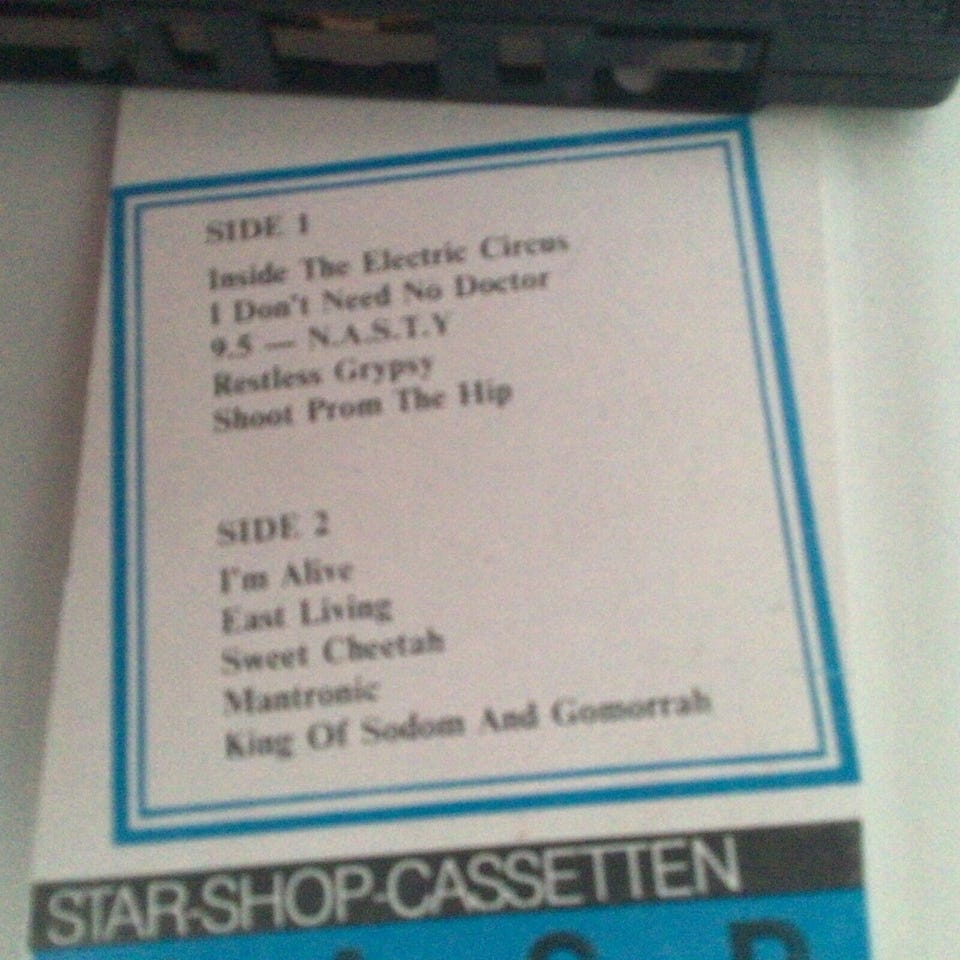 SIDE 1
Inside The Electric Circus
I Don't Need No Doctor
9.5 — N.A.S.T.Y
Restless Grypsy
Shoot Prom The Hip
SIDE 2
I'm Alive
East Living
Sweet Cheetah
Mantronic
King Of Sodom And Gomorrah
STAR-SHOP-CASSETTEN